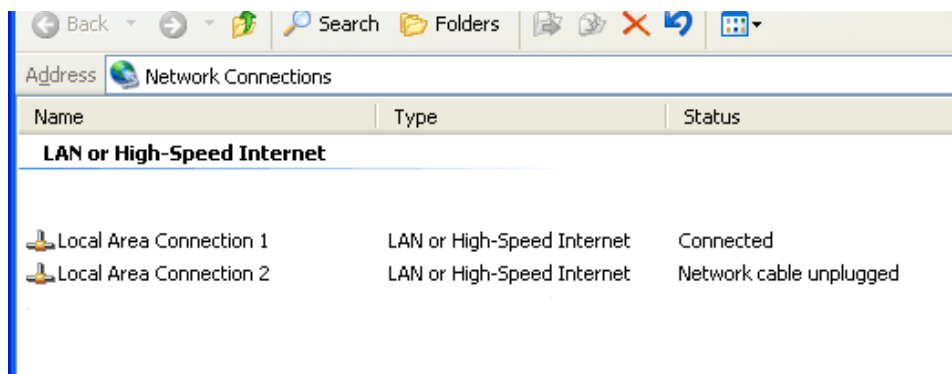 Back Search Folders
Address Network Connections
Name Type Status
LAN or High-Speed Internet
Local Area Connection 1 LAN or High-Speed Internet Connected
Local Area Connection 2 LAN or High-Speed Internet Network cable unplugged